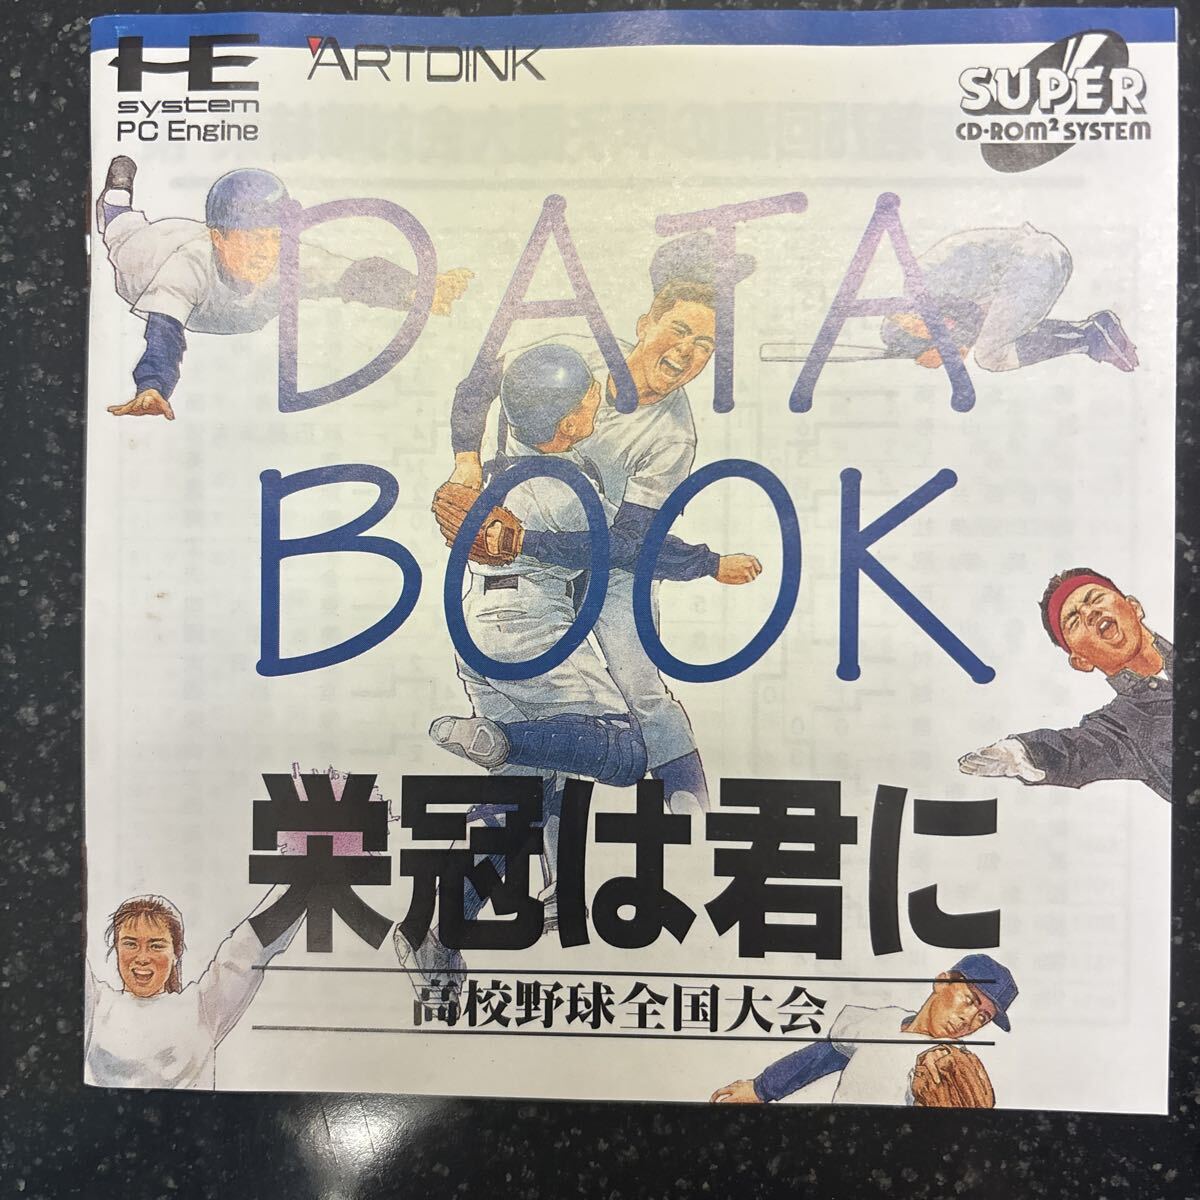 HE
system
PC Engine
ARTDINK
SUPER
CD-ROM² SYSTEM
DATA
BOOK
栄冠は君に
高校野球全国大会